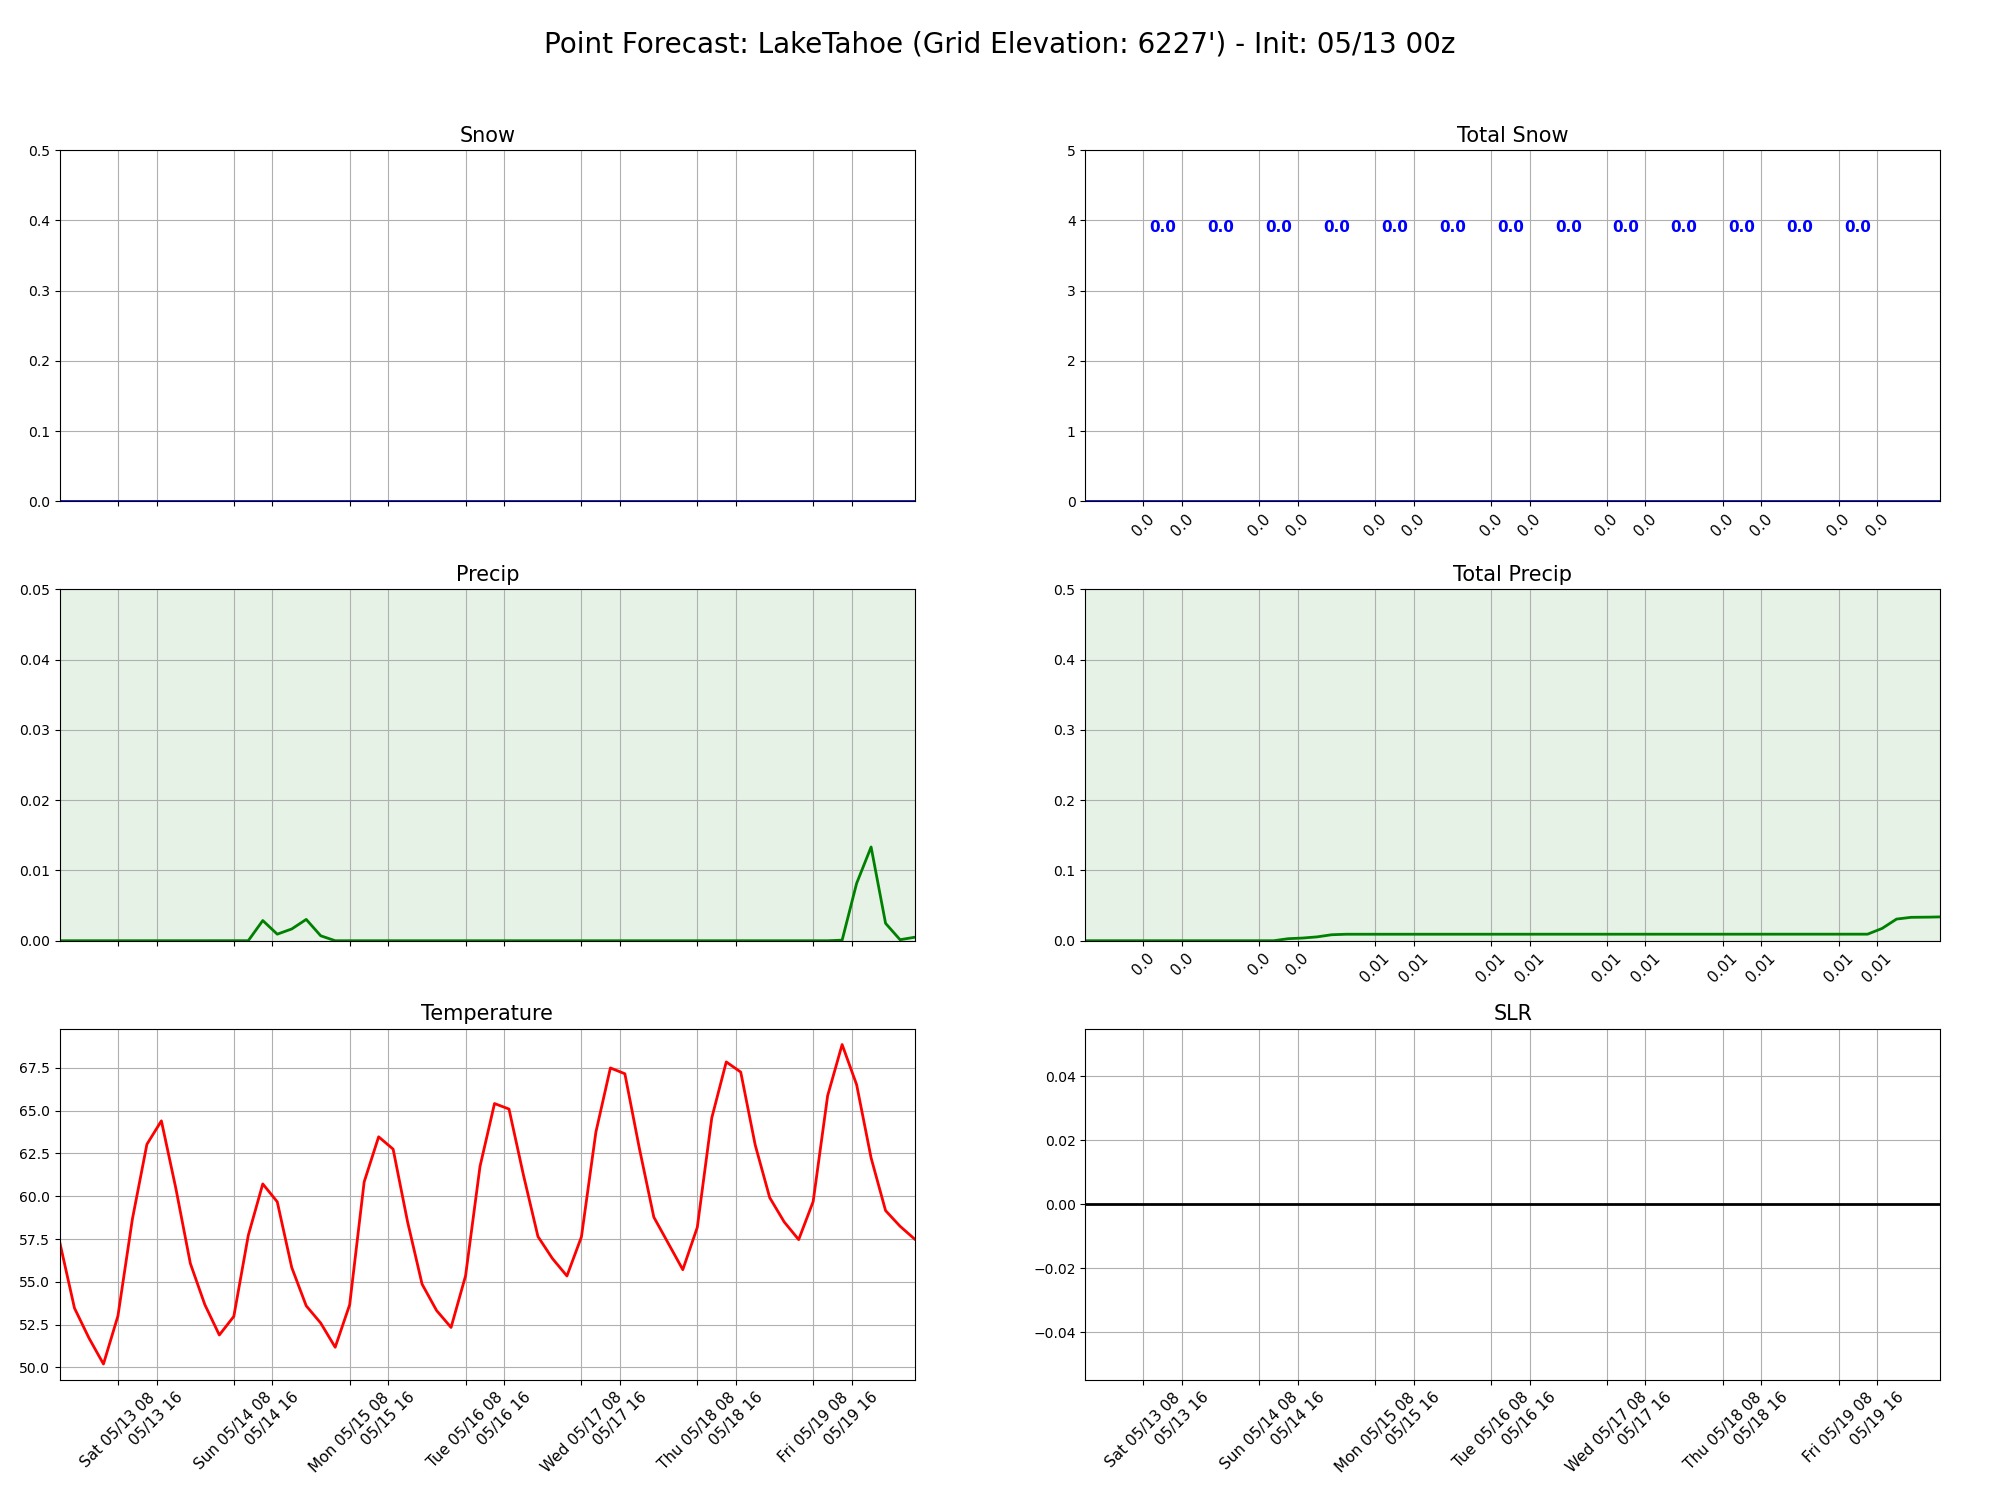 Point Forecast: LakeTahoe (Grid Elevation: 6227') - Init: 05/13 00z
Snow
0.5
0.4
0.3
0.2
0.1
0.0
Total Snow
5
4
3
2
1
0
0.0 0.0 0.0 0.0 0.0 0.0 0.0 0.0 0.0 0.0 0.0 0.0 0.0
0.0 0.0 0.0 0.0 0.0 0.0 0.0 0.0 0.0 0.0 0.0 0.0 0.0 0.0
Precip
0.05
0.04
0.03
0.02
0.01
0.00
Total Precip
0.5
0.4
0.3
0.2
0.1
0.0
0.0 0.0 0.0 0.0 0.01 0.01 0.01 0.01 0.01 0.01 0.01 0.01 0.01 0.01
Temperature
67.5
65.0
62.5
60.0
57.5
55.0
52.5
50.0
Sat 05/13 08
05/13 16
Sun 05/14 08
05/14 16
Mon 05/15 08
05/15 16
Tue 05/16 08
05/16 16
Wed 05/17 08
05/17 16
Thu 05/18 08
05/18 16
Fri 05/19 08
05/19 16
SLR
0.04
0.02
0.00
−0.02
−0.04
Sat 05/13 08
05/13 16
Sun 05/14 08
05/14 16
Mon 05/15 08
05/15 16
Tue 05/16 08
05/16 16
Wed 05/17 08
05/17 16
Thu 05/18 08
05/18 16
Fri 05/19 08
05/19 16